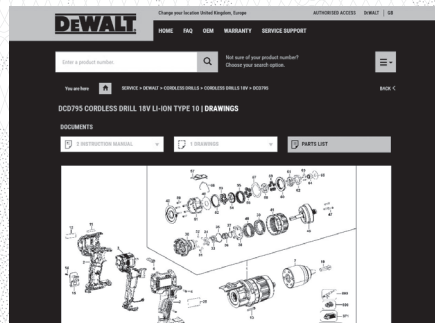 DEWALT.
Change your location United Kingdom, Europe
AUTHORISED ACCESS DEWALT GB
HOME FAQ OEM WARRANTY SERVICE SUPPORT
Enter a product number.
Not sure of your product number?
Choose your search option.
You are here
SERVICE > DEWALT > CORDLESS DRILLS > CORDLESS DRILLS 18V > DCD795
BACK <
DCD795 CORDLESS DRILL 18V LI-ION TYPE 10 | DRAWINGS
DOCUMENTS
2 INSTRUCTION MANUAL
1 DRAWINGS
PARTS LIST